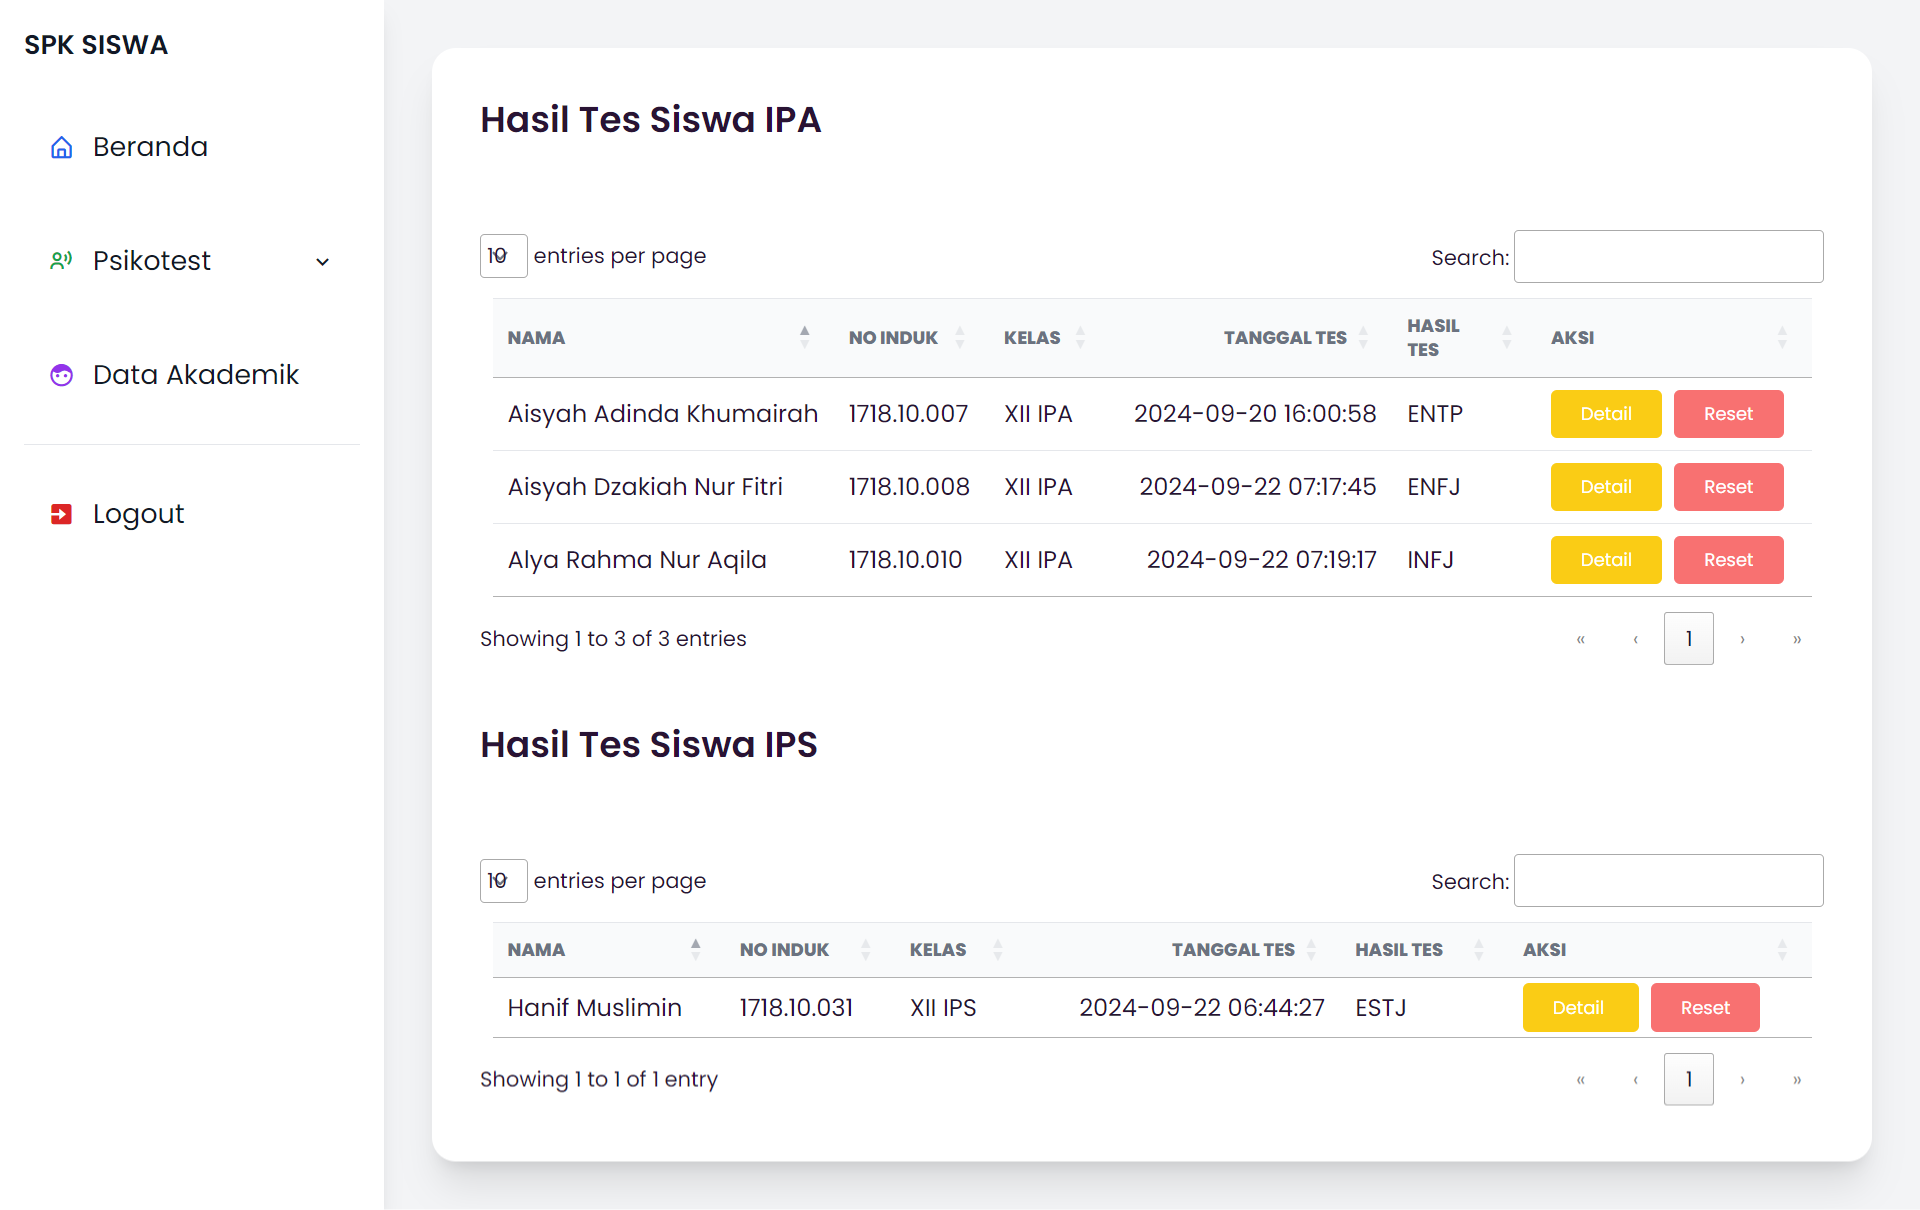 SPK SISWA
Beranda
Psikotest
Data Akademik
Logout
Hasil Tes Siswa IPA
10 entries per page
Search:
NAMA NO INDUK KELAS TANGGAL TES HASIL TES AKSI
Aisyah Adinda Khumairah 1718.10.007 XII IPA 2024-09-20 16:00:58 ENTP Detail Reset
Aisyah Dzakiah Nur Fitri 1718.10.008 XII IPA 2024-09-22 07:17:45 ENFJ Detail Reset
Alya Rahma Nur Aqila 1718.10.010 XII IPA 2024-09-22 07:19:17 INFJ Detail Reset
Showing 1 to 3 of 3 entries
« ‹ 1 › »
Hasil Tes Siswa IPS
10 entries per page
Search:
NAMA NO INDUK KELAS TANGGAL TES HASIL TES AKSI
Hanif Muslimin 1718.10.031 XII IPS 2024-09-22 06:44:27 ESTJ Detail Reset
Showing 1 to 1 of 1 entry
« ‹ 1 › »